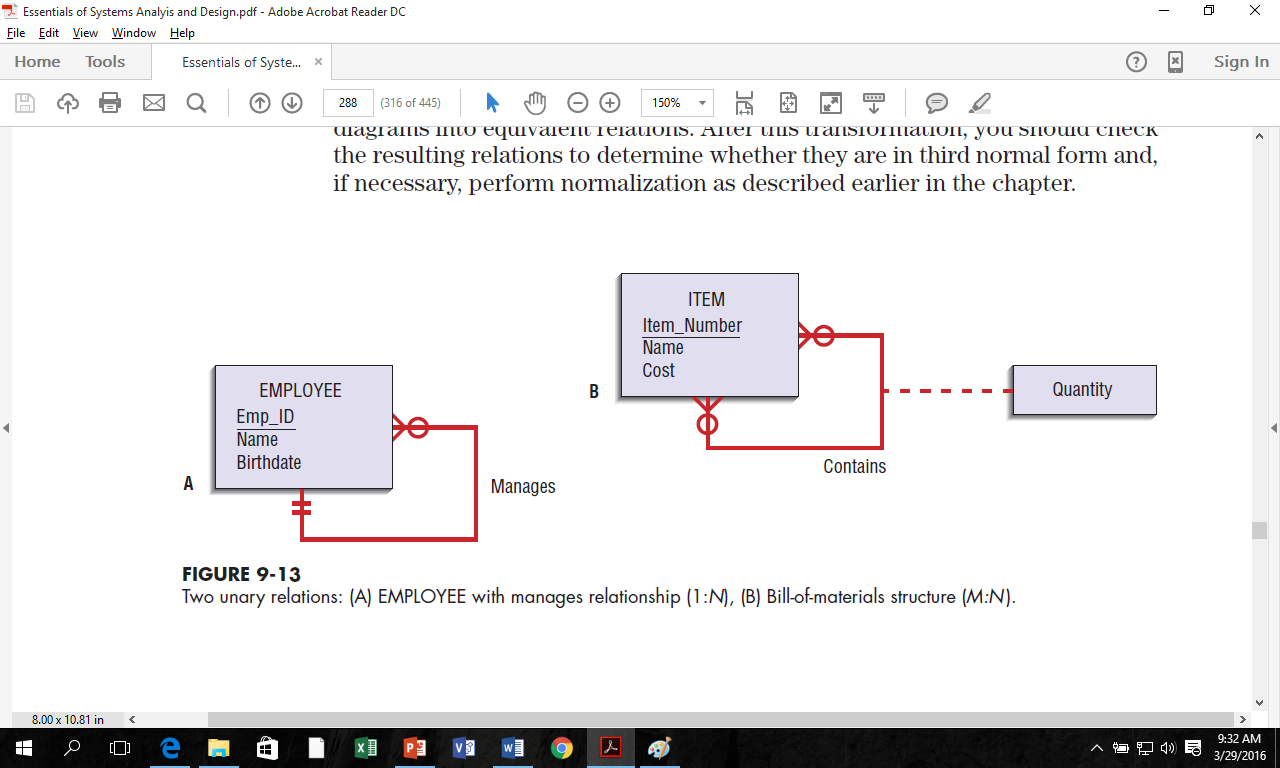 Essentials of Systems Analyis and Design.pdf - Adobe Acrobat Reader DC
File Edit View Window Help
Home Tools Essentials of Syste... × Sign In
288 (316 of 445) 150%
diagrams into equivalent relations. After this transformation, you should check
the resulting relations to determine whether they are in third normal form and,
if necessary, perform normalization as described earlier in the chapter.
EMPLOYEE
Emp_ID
Name
Birthdate
A
Manages
ITEM
Item_Number
Name
Cost
B
Contains
Quantity
FIGURE 9-13
Two unary relations: (A) EMPLOYEE with manages relationship (1:N), (B) Bill-of-materials structure (M:N).
8.00 x 10.81 in
9:32 AM
3/29/2016